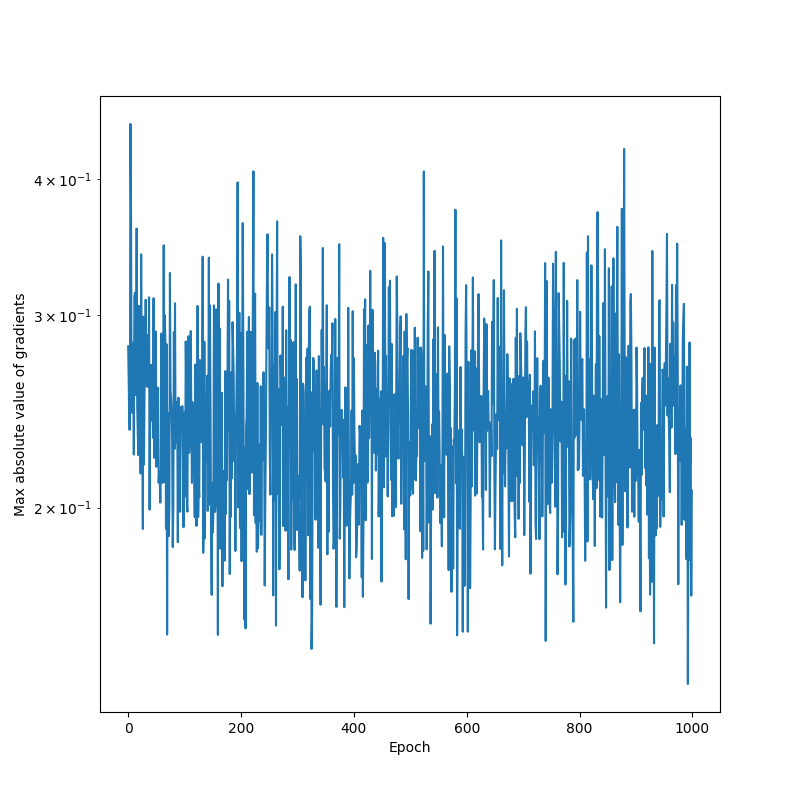 Max absolute value of gradients
4 × 10⁻¹
3 × 10⁻¹
2 × 10⁻¹
0 200 400 600 800 1000
Epoch